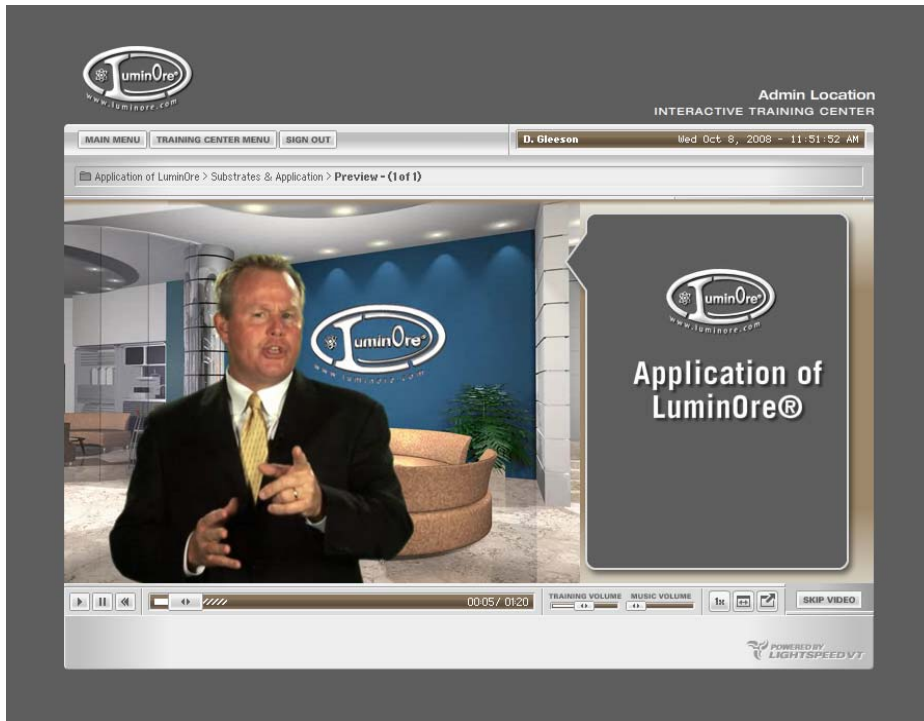 LuminOre®
www.luminore.com
Admin Location
INTERACTIVE TRAINING CENTER
MAIN MENU
TRAINING CENTER MENU
SIGN OUT
D. Gleeson
Wed Oct 8, 2008 - 11:51:52 AM
Application of LuminOre > Substrates & Application > Preview - (1 of 1)
LuminOre®
www.luminore.com
LuminOre®
www.luminore.com
Application of
LuminOre®
00:05 / 01:20
TRAINING VOLUME
MUSIC VOLUME
1x
SKIP VIDEO
POWERED BY
LIGHTSPEED VT